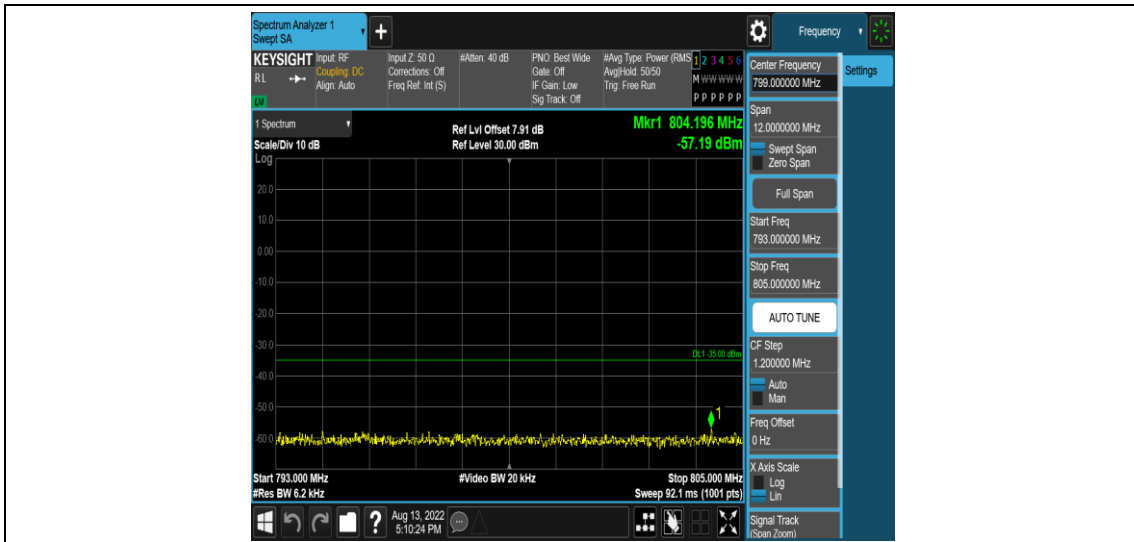 Spectrum Analyzer 1
Swept SA
Frequency
KEYSIGHT
RL
LXI
Input: RF
Coupling: DC
Align: Auto
Input Z: 50 Ω
Corrections: Off
Freq Ref: Int (S)
#Atten: 40 dB
PNO: Best Wide
Gate: Off
IF Gain: Low
Sig Track: Off
#Avg Type: Power (RMS
Avg|Hold: 50/50
Trig: Free Run
1 2 3 4 5 6
M W W W W W
P P P P P P
1 Spectrum
Scale/Div 10 dB
Log
Ref Lvl Offset 7.91 dB
Ref Level 30.00 dBm
Mkr1 804.196 MHz
-57.19 dBm
20.0
10.0
0.00
-10.0
-20.0
-30.0
DL1 -35.00 dBm
-40.0
-50.0
1
-60.0
Start 793.000 MHz
#Video BW 20 kHz
Stop 805.000 MHz
#Res BW 6.2 kHz
Sweep 92.1 ms (1001 pts)
Center Frequency
799.000000 MHz
Settings
Span
12.0000000 MHz
Swept Span
Zero Span
Full Span
Start Freq
793.000000 MHz
Stop Freq
805.000000 MHz
AUTO TUNE
CF Step
1.200000 MHz
Auto
Man
Freq Offset
0 Hz
X Axis Scale
Log
Lin
Signal Track
(Span Zoom)
?
Aug 13, 2022
5:10:24 PM